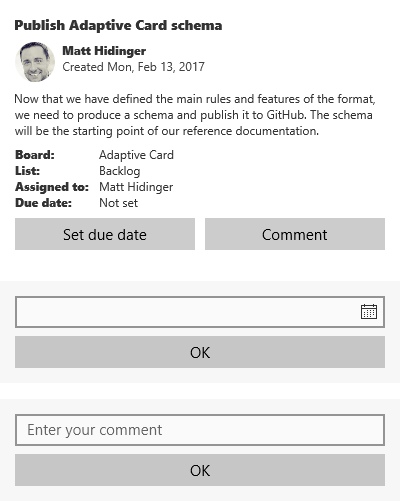 Publish Adaptive Card schema
Matt Hidinger
Created Mon, Feb 13, 2017
Now that we have defined the main rules and features of the format,
we need to produce a schema and publish it to GitHub. The schema
will be the starting point of our reference documentation.
Board: Adaptive Card
List: Backlog
Assigned to: Matt Hidinger
Due date: Not set
Set due date Comment
OK
Enter your comment
OK